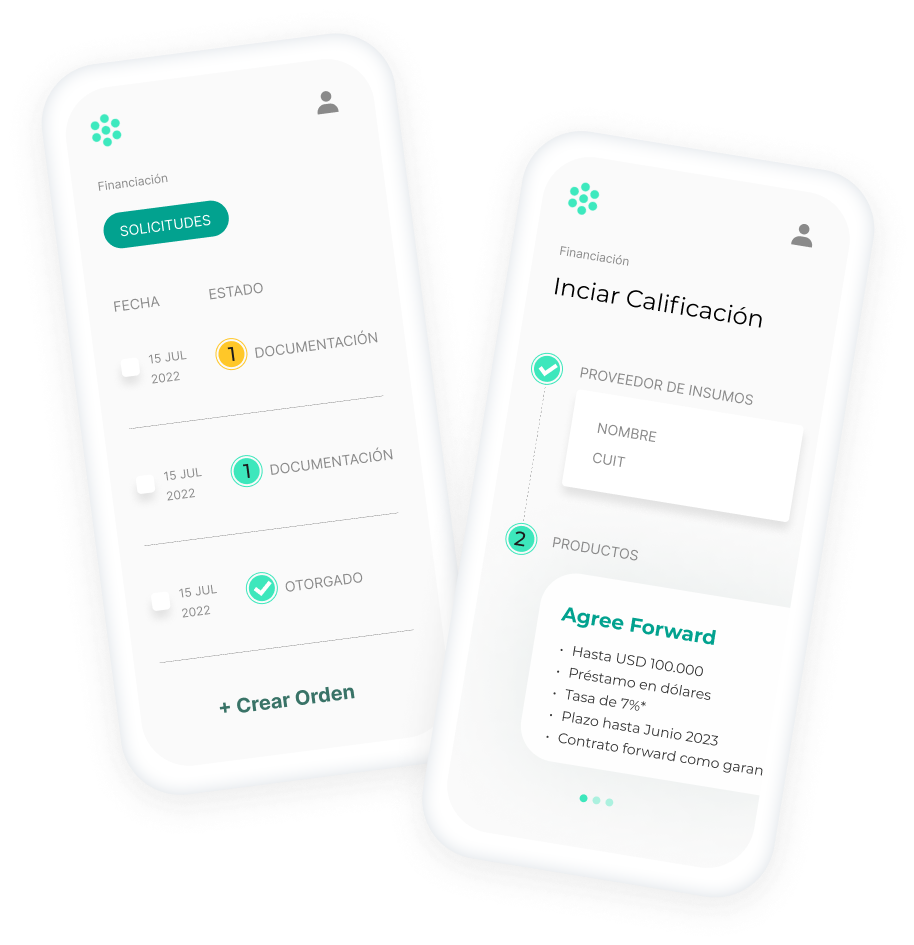 Financiación
SOLICITUDES
FECHA ESTADO
15 JUL
2022
1 DOCUMENTACIÓN
15 JUL
2022
1 DOCUMENTACIÓN
15 JUL
2022
OTORGADO
+ Crear Orden
Financiación
Inciar Calificación
PROVEEDOR DE INSUMOS
NOMBRE
CUIT
2 PRODUCTOS
Agree Forward
· Hasta USD 100.000
· Préstamo en dólares
· Tasa de 7%*
· Plazo hasta Junio 2023
· Contrato forward como garan